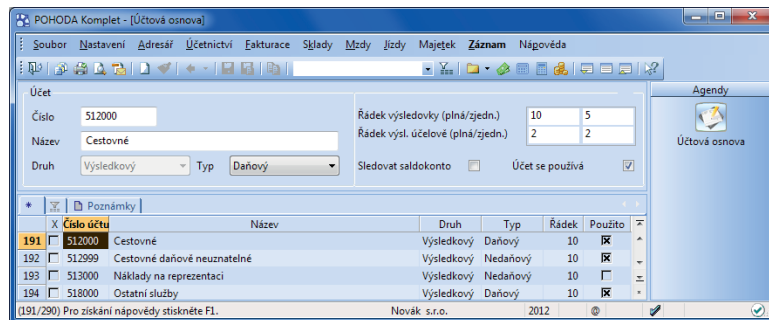 POHODA Komplet - [Účtová osnova]
Soubor Nastavení Adresář Účetnictví Fakturace Sklady Mzdy Jízdy Majetek Záznam Nápověda
Účet
Agendy
Číslo 512000 Řádek výsledovky (plná/zjedn.) 10 5
Řádek výsl. účelově (plná/zjedn.) 2 2
Název Cestovné
Účtová osnova
Druh Výsledkový Typ Daňový Sledovat saldokonto Účet se používá
* Poznámky
X Číslo účtu Název Druh Typ Řádek Použito
191 512000 Cestovné Výsledkový Daňový 10
192 512999 Cestovné daňově neuznatelné Výsledkový Nedaňový 10
193 513000 Náklady na reprezentaci Výsledkový Nedaňový 10
194 518000 Ostatní služby Výsledkový Daňový 10
(191/290) Pro získání nápovědy stiskněte F1. Novák s.r.o. 2012 @